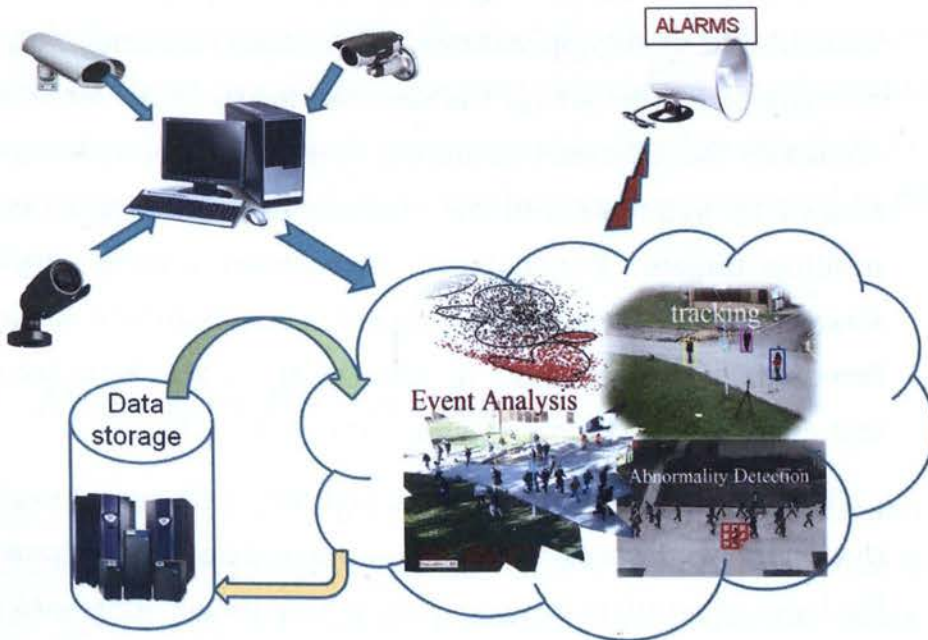 ALARMS
tracking
Data
storage
Event Analysis
Abnormality Detection